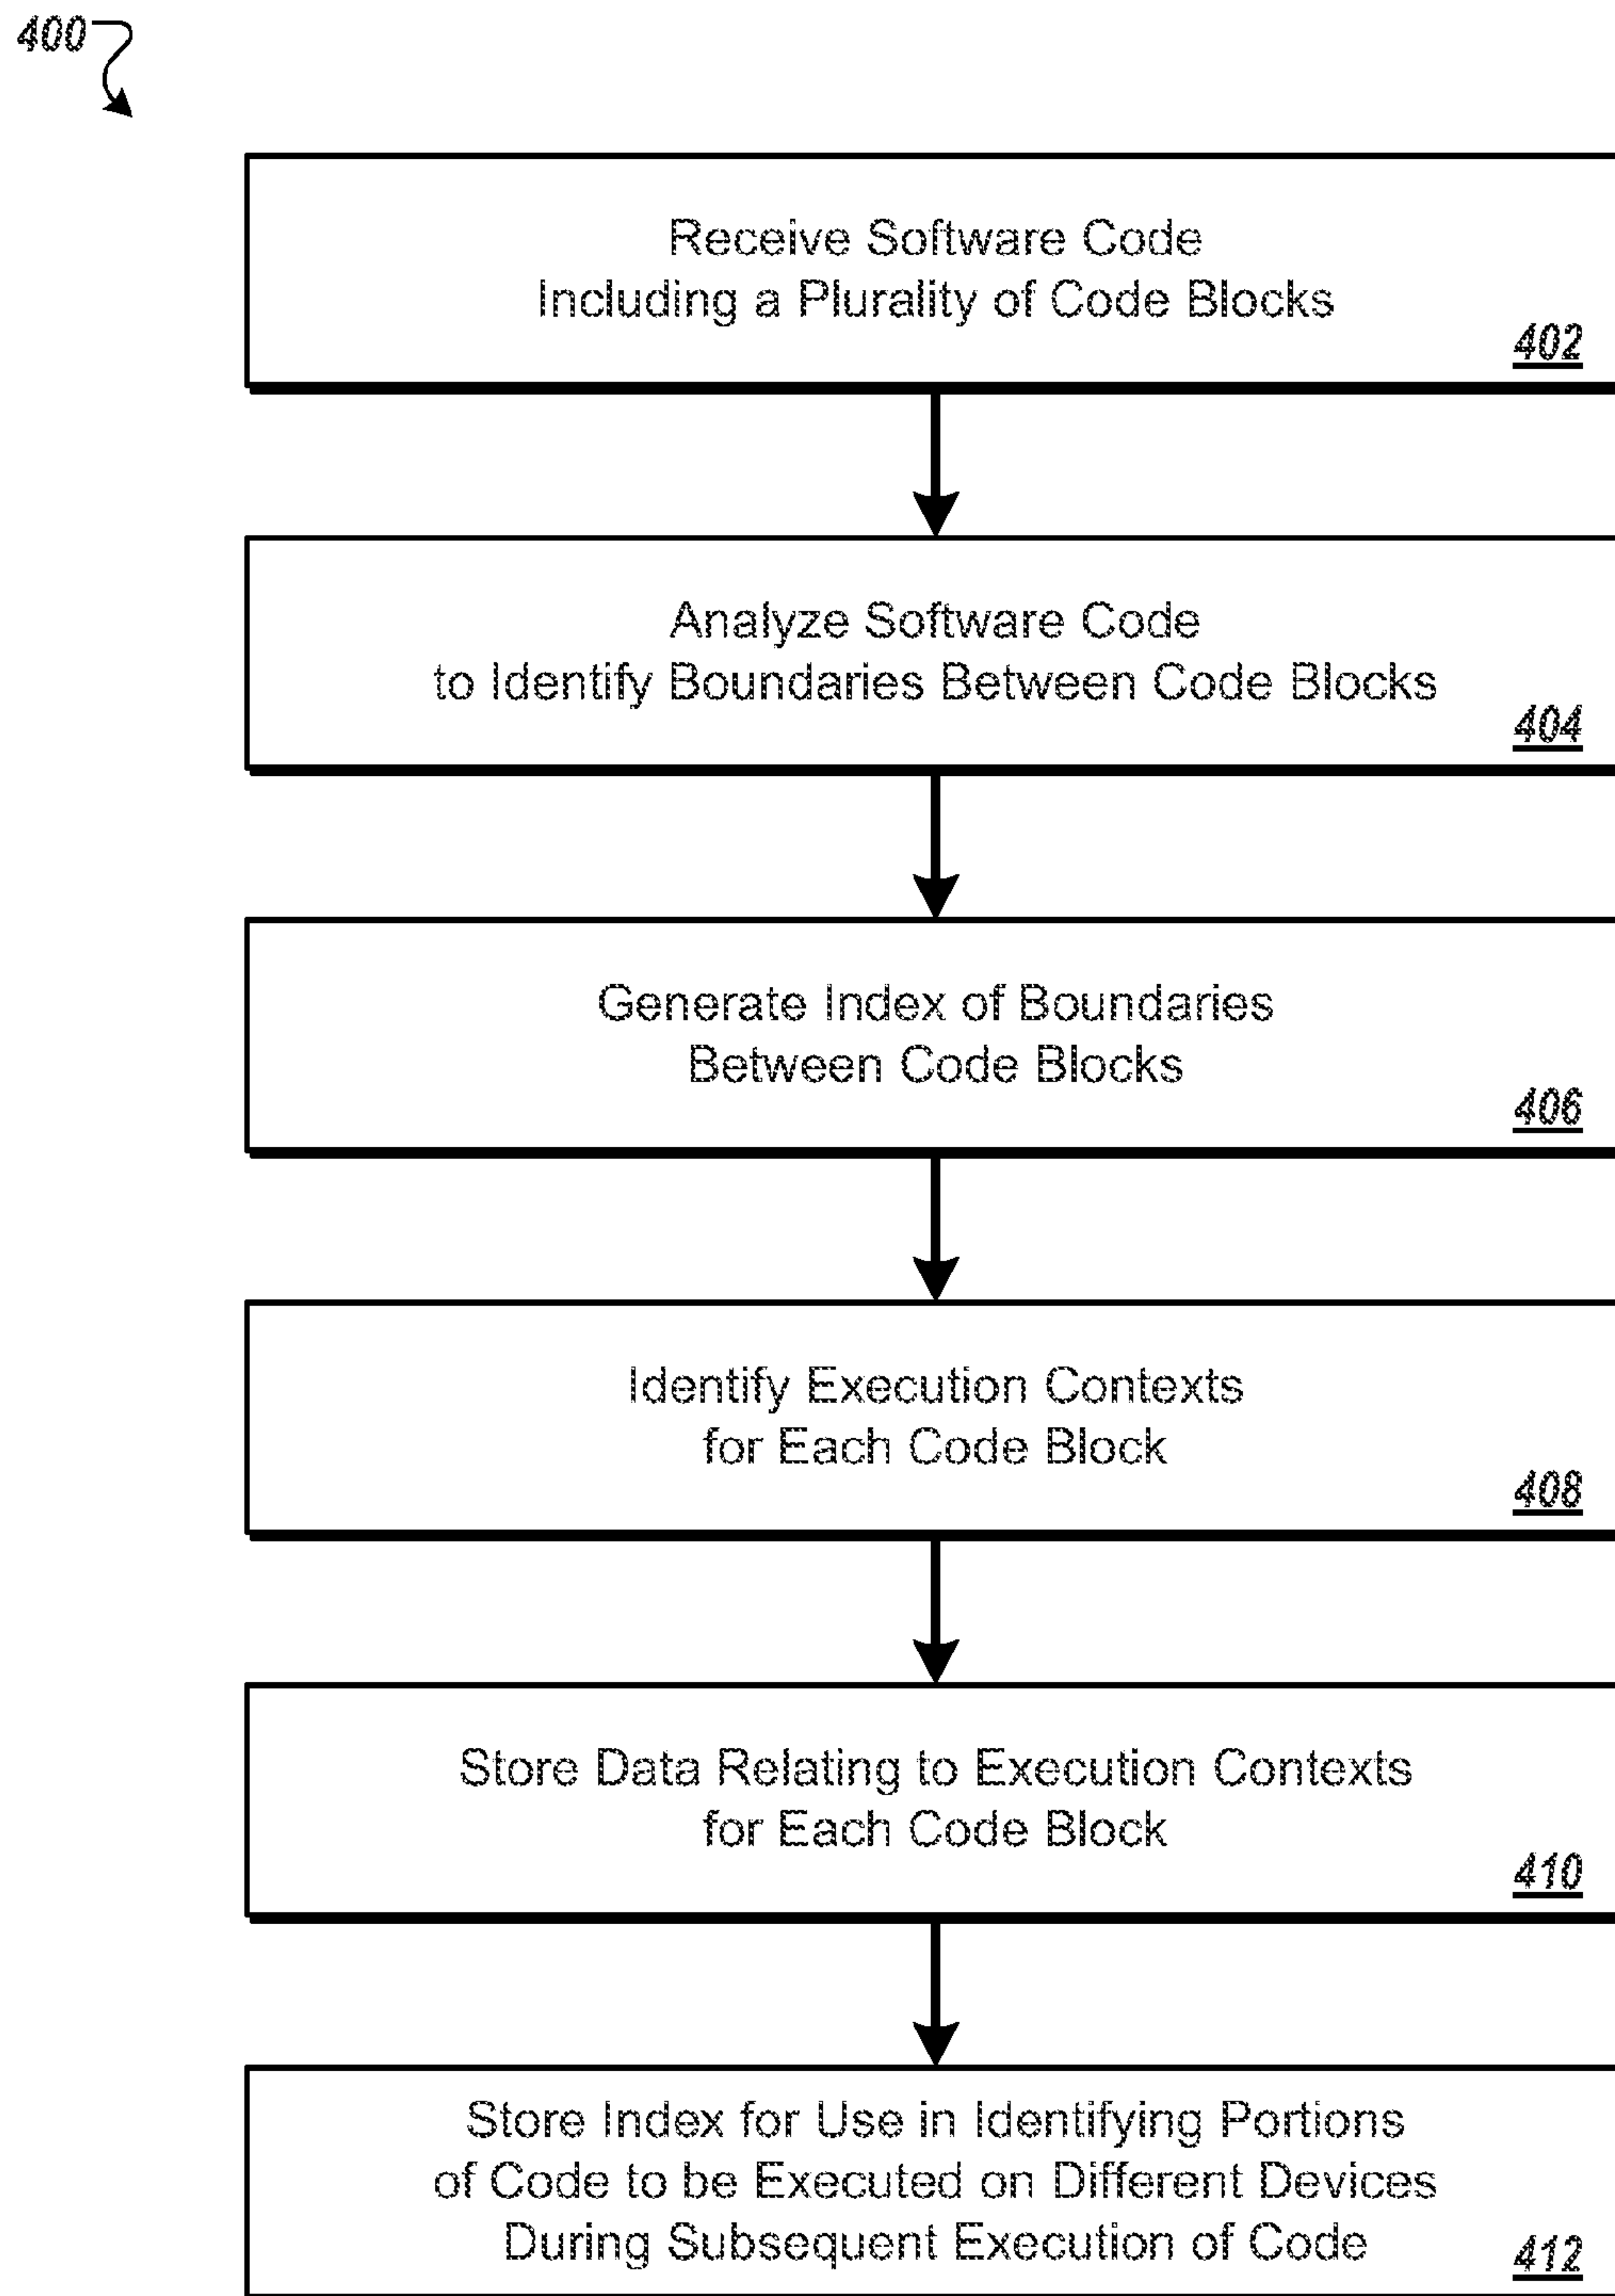 400
Receive Software Code
Including a Plurality of Code Blocks
402
Analyze Software Code
to Identify Boundaries Between Code Blocks
404
Generate Index of Boundaries
Between Code Blocks
406
Identify Execution Contexts
for Each Code Block
408
Store Data Relating to Execution Contexts
for Each Code Block
410
Store Index for Use in Identifying Portions
of Code to be Executed on Different Devices
During Subsequent Execution of Code
412